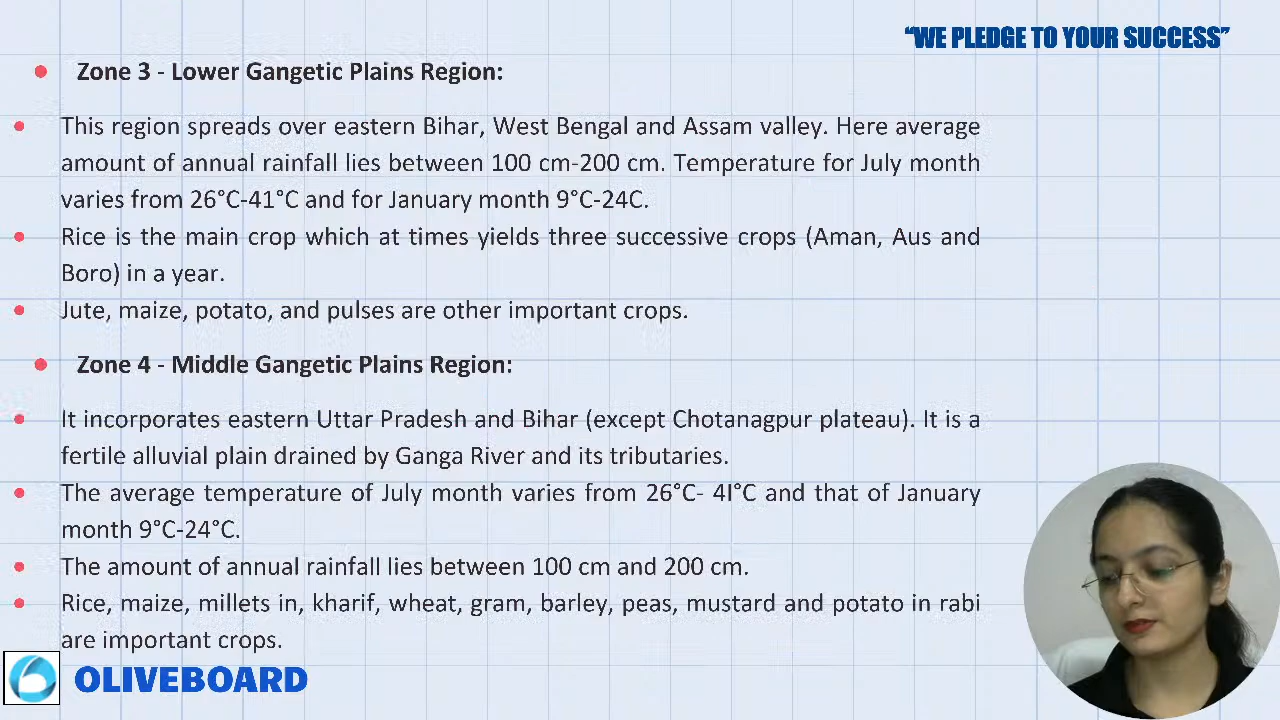 “WE PLEDGE TO YOUR SUCCESS”
Zone 3 - Lower Gangetic Plains Region:
This region spreads over eastern Bihar, West Bengal and Assam valley. Here average
amount of annual rainfall lies between 100 cm-200 cm. Temperature for July month
varies from 26°C-41°C and for January month 9°C-24C.
Rice is the main crop which at times yields three successive crops (Aman, Aus and
Boro) in a year.
Jute, maize, potato, and pulses are other important crops.
Zone 4 - Middle Gangetic Plains Region:
It incorporates eastern Uttar Pradesh and Bihar (except Chotanagpur plateau). It is a
fertile alluvial plain drained by Ganga River and its tributaries.
The average temperature of July month varies from 26°C- 4l°C and that of January
month 9°C-24°C.
The amount of annual rainfall lies between 100 cm and 200 cm.
Rice, maize, millets in, kharif, wheat, gram, barley, peas, mustard and potato in rabi
are important crops.
OLIVEBOARD